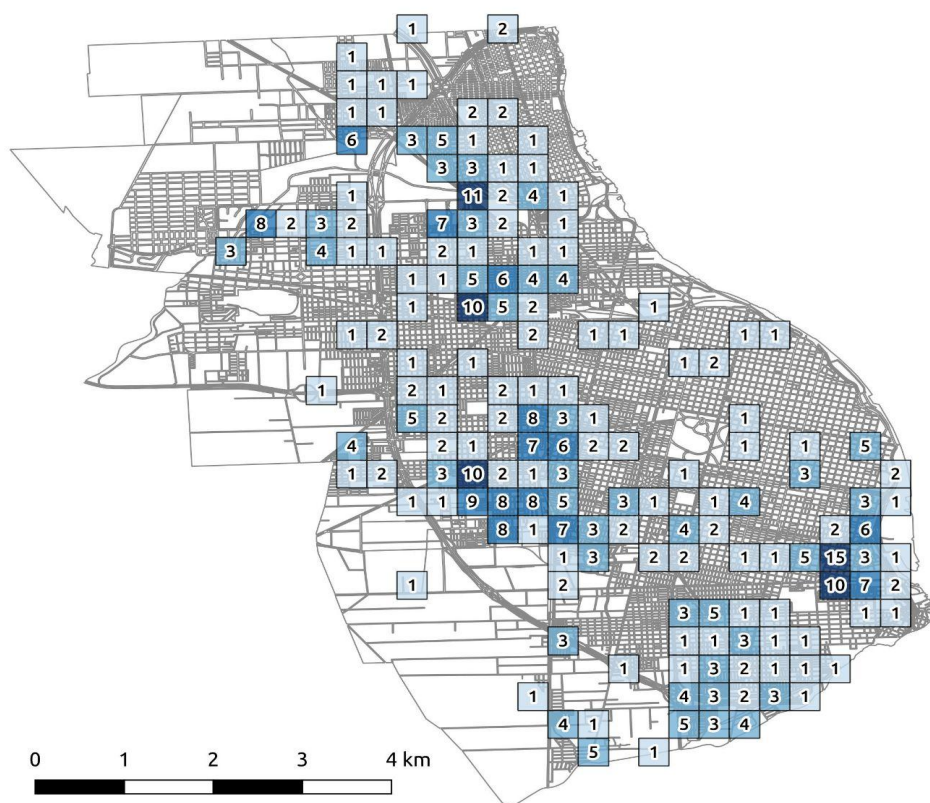 1 2
1
1 1 1
1 1 2 2
6 3 5 1 1
3 3 1 1
1 11 2 4 1
8 2 3 2 7 3 2 1
3 4 1 1 2 1 1 1
1 1 5 6 4 4
1 10 5 2 1
1 2 2 1 1 1 1
1 1 1 2
1 2 1 2 1 1
5 2 2 8 3 1 1
4 2 1 7 6 2 2 1 1 5
1 2 3 10 2 1 3 1 3 2
1 1 9 8 8 5 3 1 1 4 3 1
8 1 7 3 2 4 2 2 6
1 3 2 2 1 1 5 15 3 1
1 2 10 7 2
3 5 1 1 1 1
3 1 1 3 1 1
1 1 3 2 1 1 1
1 4 3 2 3 1
4 1 5 3 4
5 1
0 1 2 3 4 km